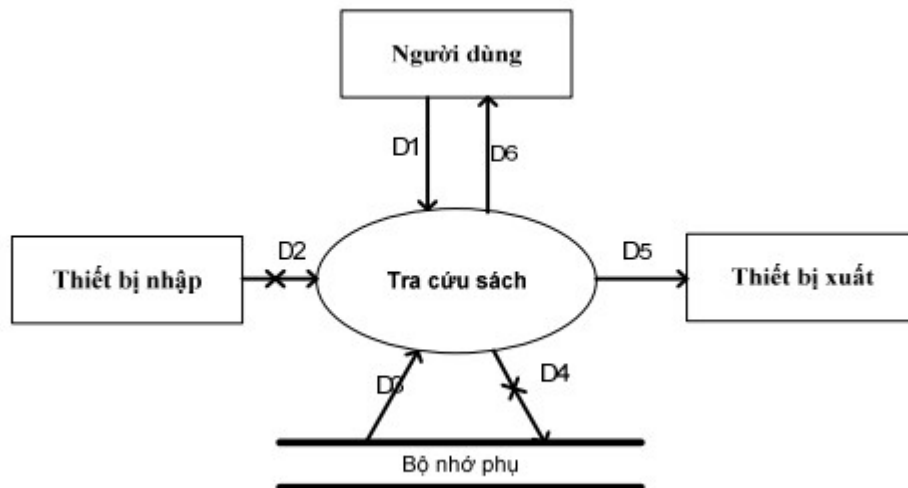 Người dùng
D1
D6
Thiết bị nhập
D2
Tra cứu sách
D5
Thiết bị xuất
D3
D4
Bộ nhớ phụ